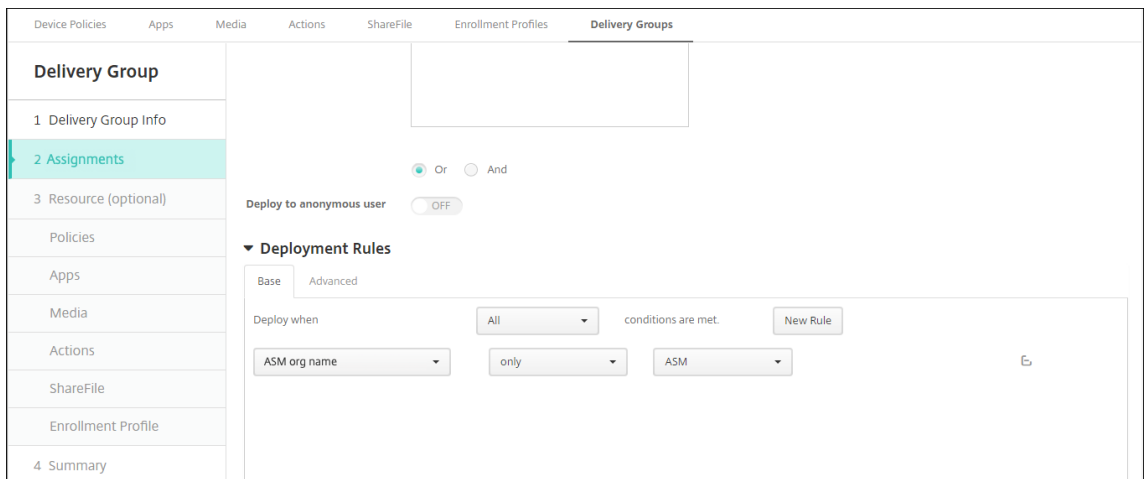 Device Policies Apps Media Actions ShareFile Enrollment Profiles Delivery Groups
Delivery Group
1 Delivery Group Info
2 Assignments
3 Resource (optional)
Policies
Apps
Media
Actions
ShareFile
Enrollment Profile
4 Summary
Or And
Deploy to anonymous user OFF
Deployment Rules
Base Advanced
Deploy when All conditions are met. New Rule
ASM org name only ASM